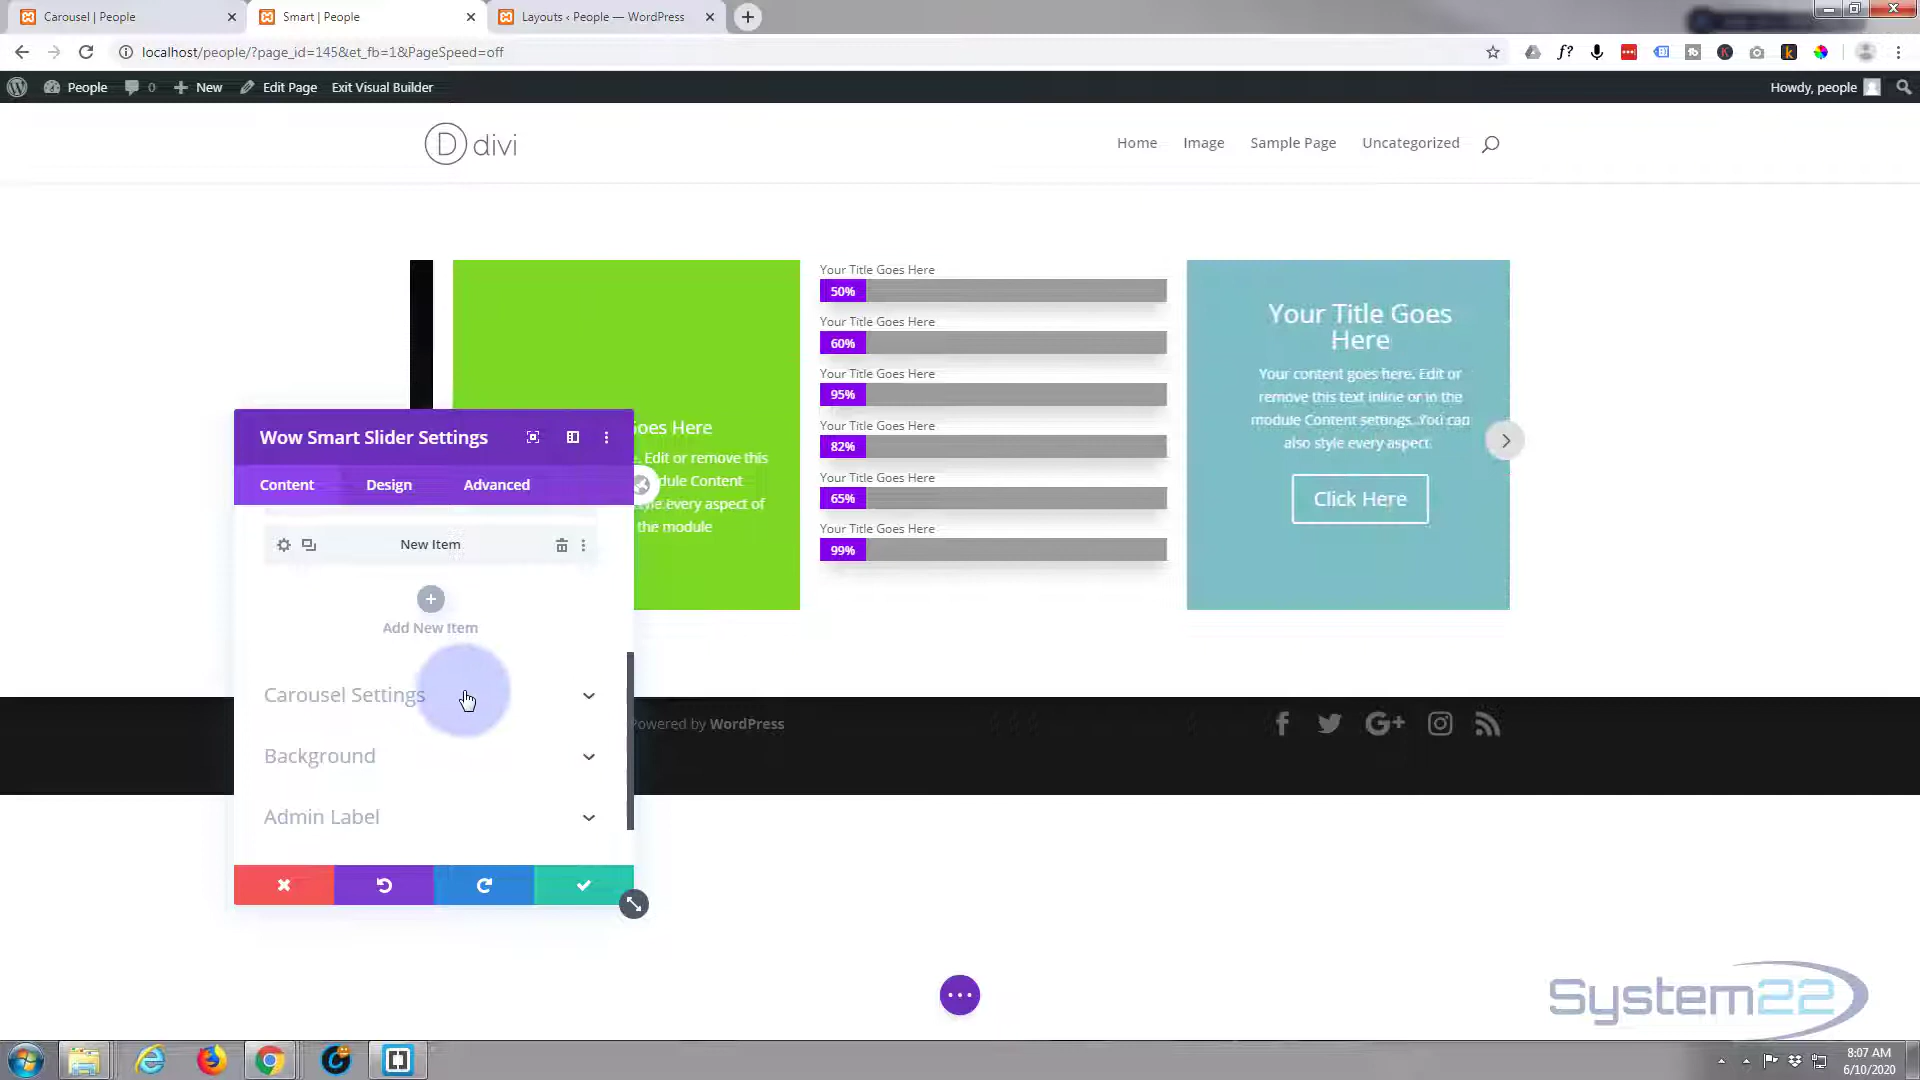 Carousel | People
Smart | People
Layouts ‹ People — WordPress
localhost/people/?page_id=145&et_fb=1&PageSpeed=off
f?
People
0
New
Edit Page
Exit Visual Builder
Howdy, people
D divi
Home
Image
Sample Page
Uncategorized
Your Title Goes Here
50%
Your Title Goes Here
60%
Your Title Goes Here
95%
Your Title Goes Here
82%
Your Title Goes Here
65%
Your Title Goes Here
99%
Your Title Goes
Here
Your content goes here. Edit or
remove this text inline or in the
module Content settings. You can
also style every aspect.
Click Here
Goes Here
e. Edit or remove this
dule Content
yle every aspect of
the module
Wow Smart Slider Settings
Content
Design
Advanced
New Item
Add New Item
Carousel Settings
Background
Admin Label
Powered by WordPress
System22
8:07 AM
6/10/2020